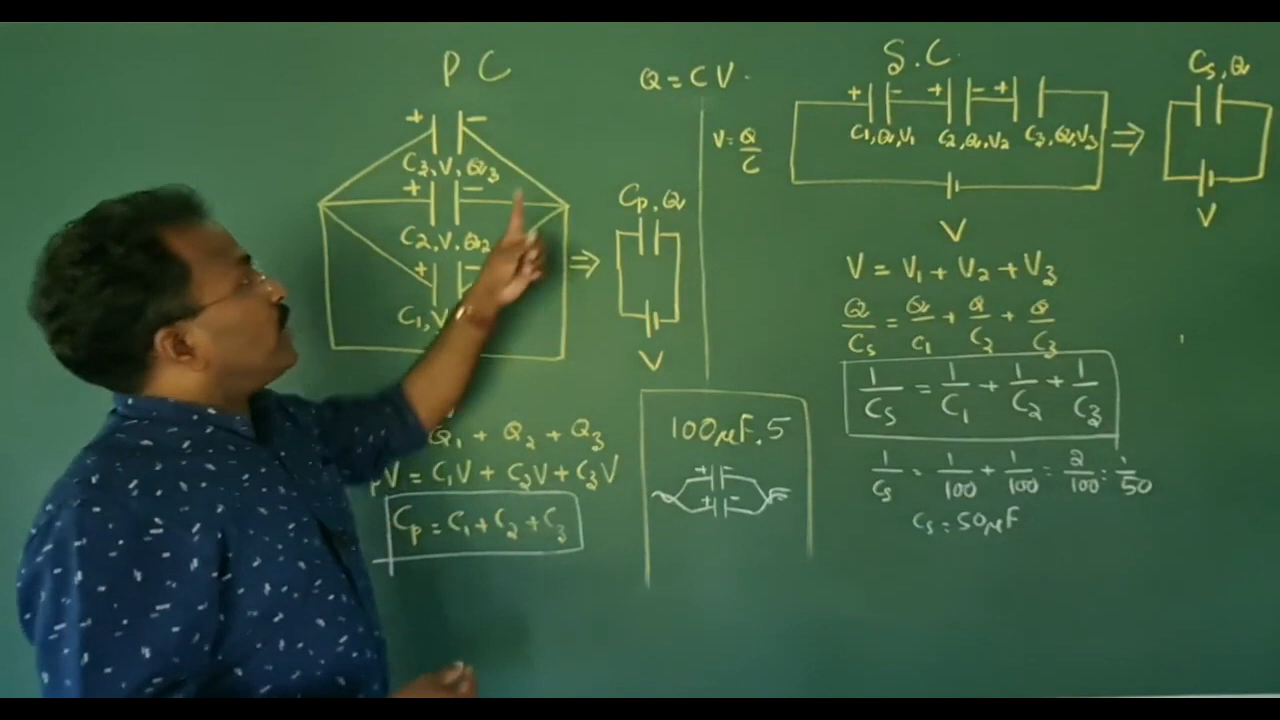 P C
+ −
C3, V, Q3
+ −
C2, V, Q2
+ −
C1, V
⇒
Cp, Q
V
Q1 + Q2 + Q3
pV = C1V + C2V + C3V
Cp = C1 + C2 + C3
Q = CV.
V = Q/C
100μF. 5
+ −
+ −
S.C.
+ − + − +
C1, Q, V1 C2, Q, V2 C3, Q, V3
V
⇒
Cs, Q
V
V = V1 + V2 + V3
Q/Cs = Q/C1 + Q/C2 + Q/C3
1/Cs = 1/C1 + 1/C2 + 1/C3
1/Cs = 1/100 + 1/100 = 2/100 = 1/50
Cs = 50μF